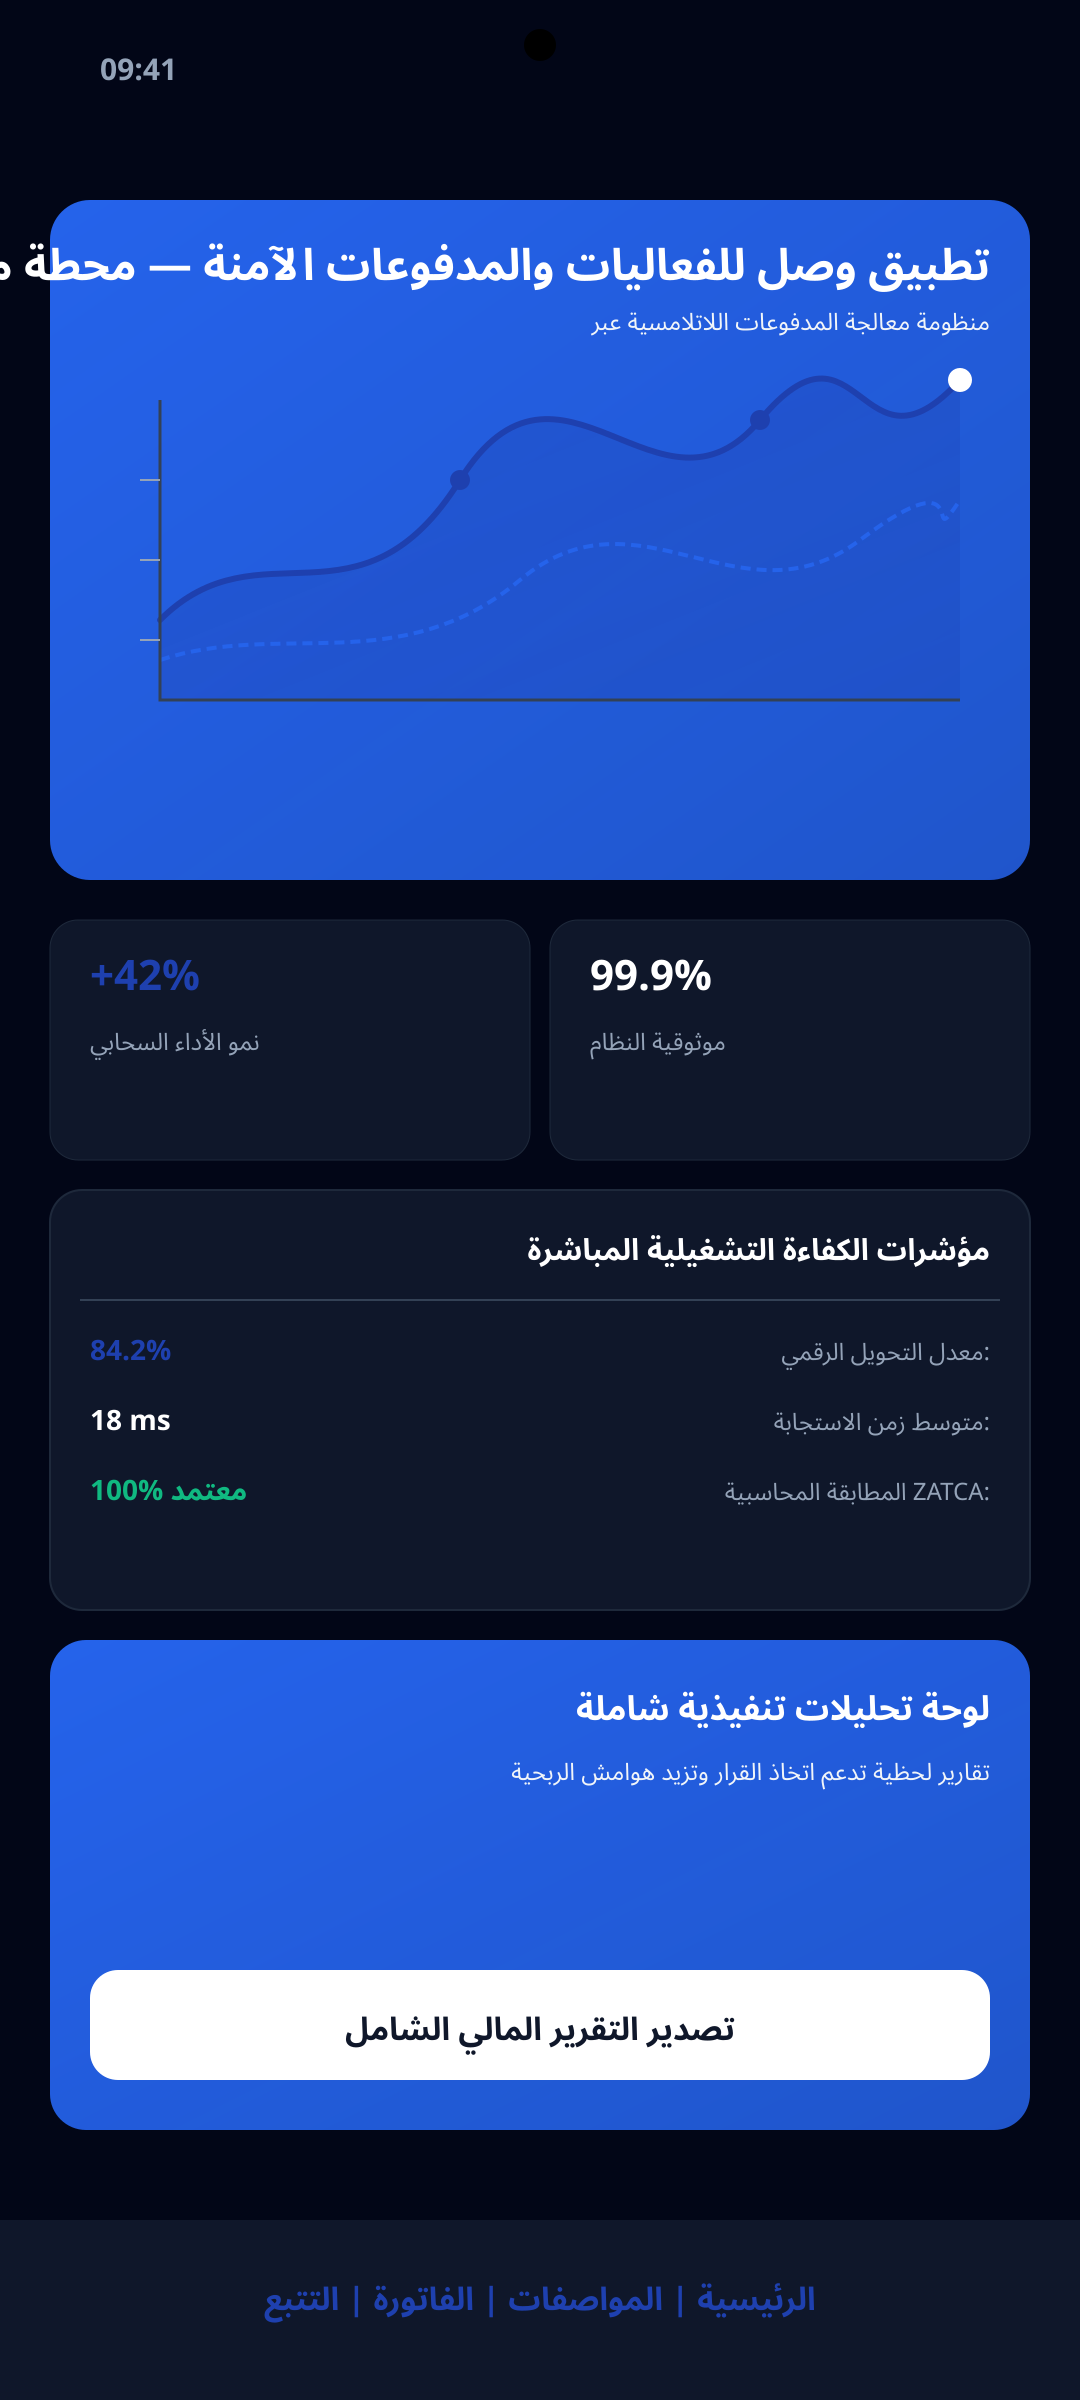 09:41
تطبيق وصل للفعاليات والمدفوعات الآمنة — محطة
منظومة معالجة المدفوعات اللاتلامسية عبر
99.9%
موثوقية النظام
+42%
نمو الأداء السحابي
مؤشرات الكفاءة التشغيلية المباشرة
معدل التحويل الرقمي:
84.2%
متوسط زمن الاستجابة:
18 ms
المطابقة المحاسبية ZATCA:
100% معتمد
لوحة تحليلات تنفيذية شاملة
تقارير لحظية تدعم اتخاذ القرار وتزيد هوامش الربحية
تصدير التقرير المالي الشامل
الرئيسية | المواصفات | الفاتورة | التتبع